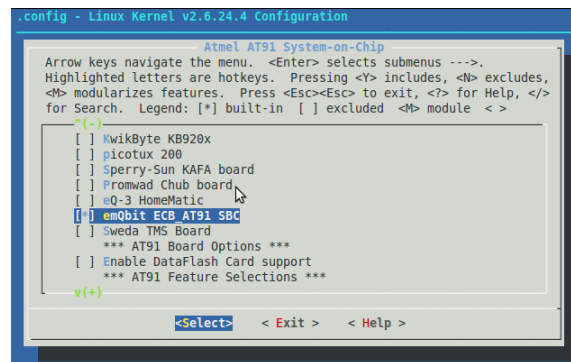 .config - Linux Kernel v2.6.24.4 Configuration
Atmel AT91 System-on-Chip
Arrow keys navigate the menu.  <Enter> selects submenus --->.
Highlighted letters are hotkeys.  Pressing <Y> includes, <N> excludes,
<M> modularizes features.  Press <Esc><Esc> to exit, <?> for Help, </>
for Search.  Legend: [*] built-in  [ ] excluded  <M> module  < >
^(-)
[ ] KwikByte KB920x
[ ] picotux 200
[ ] Sperry-Sun KAFA board
[ ] Promwad Chub board
[ ] eQ-3 HomeMatic
[*] emQbit ECB_AT91 SBC
[ ] Sweda TMS Board
*** AT91 Board Options ***
[ ] Enable DataFlash Card support
*** AT91 Feature Selections ***
v(+)
<Select>    < Exit >    < Help >